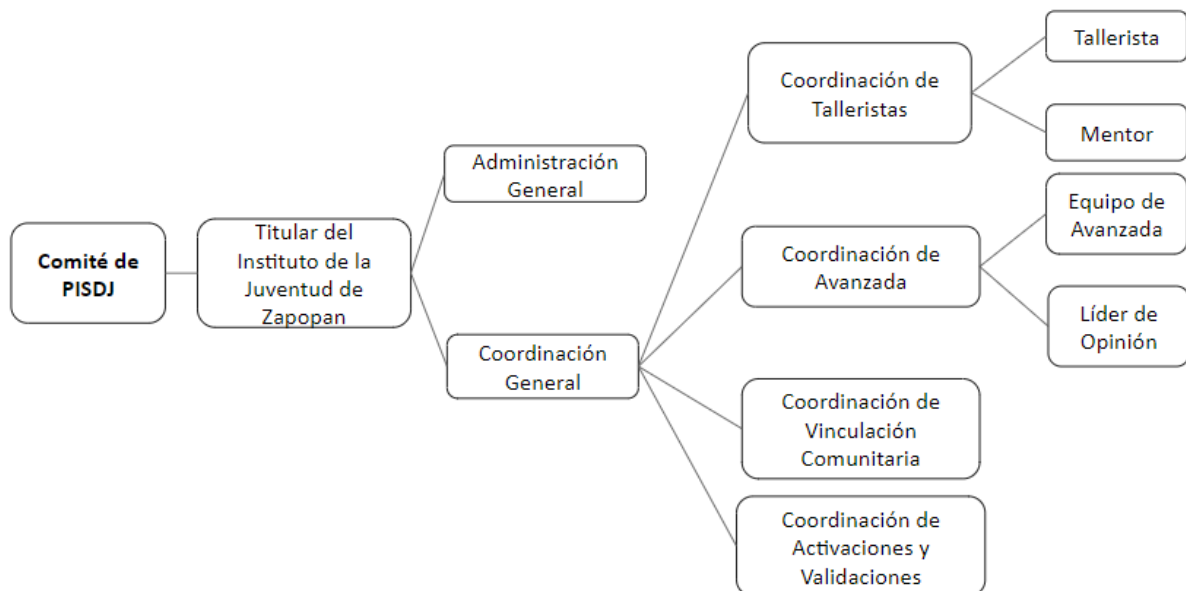 Comité de
PISDJ
Titular del
Instituto de la
Juventud de
Zapopan
Administración
General
Coordinación
General
Coordinación de
Talleristas
Tallerista
Mentor
Coordinación de
Avanzada
Equipo de
Avanzada
Líder de
Opinión
Coordinación de
Vinculación
Comunitaria
Coordinación de
Activaciones y
Validaciones